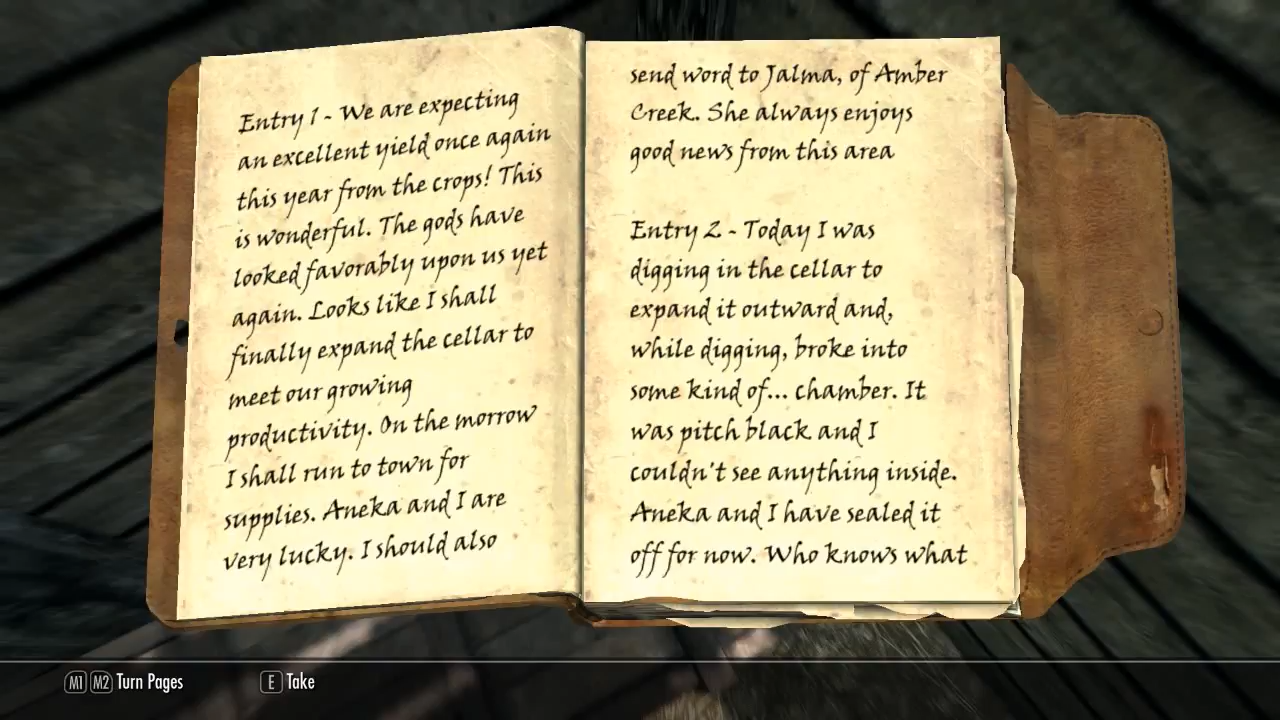 Entry 1 - We are expecting
an excellent yield once again
this year from the crops! This
is wonderful. The gods have
looked favorably upon us yet
again. Looks like I shall
finally expand the cellar to
meet our growing
productivity. On the morrow
I shall run to town for
supplies. Aneka and I are
very lucky. I should also
send word to Jalma, of Amber
Creek. She always enjoys
good news from this area
Entry 2 - Today I was
digging in the cellar to
expand it outward and,
while digging, broke into
some kind of... chamber. It
was pitch black and I
couldn't see anything inside.
Aneka and I have sealed it
off for now. Who knows what
M1 M2 Turn Pages
E Take